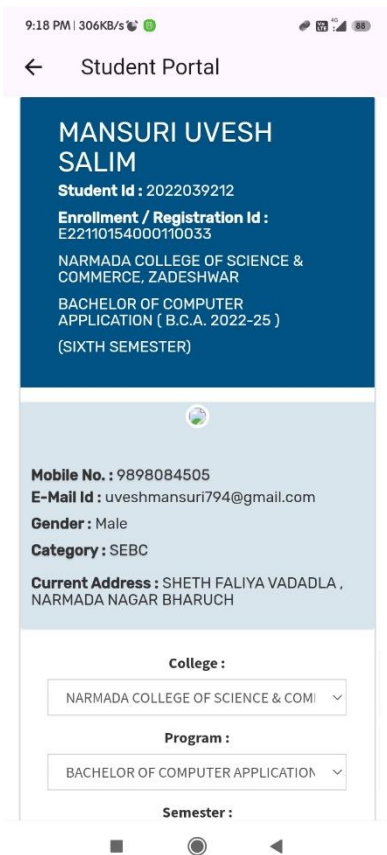 9:18 PM | 306KB/s
4G
88
Student Portal
MANSURI UVESH
SALIM
Student Id : 2022039212
Enrollment / Registration Id :
E22110154000110033
NARMADA COLLEGE OF SCIENCE &
COMMERCE, ZADESHWAR
BACHELOR OF COMPUTER
APPLICATION ( B.C.A. 2022-25 )
(SIXTH SEMESTER)
Mobile No. : 9898084505
E-Mail Id : uveshmansuri794@gmail.com
Gender : Male
Category : SEBC
Current Address : SHETH FALIYA VADADLA ,
NARMADA NAGAR BHARUCH
College :
NARMADA COLLEGE OF SCIENCE & COM
Program :
BACHELOR OF COMPUTER APPLICATION
Semester :